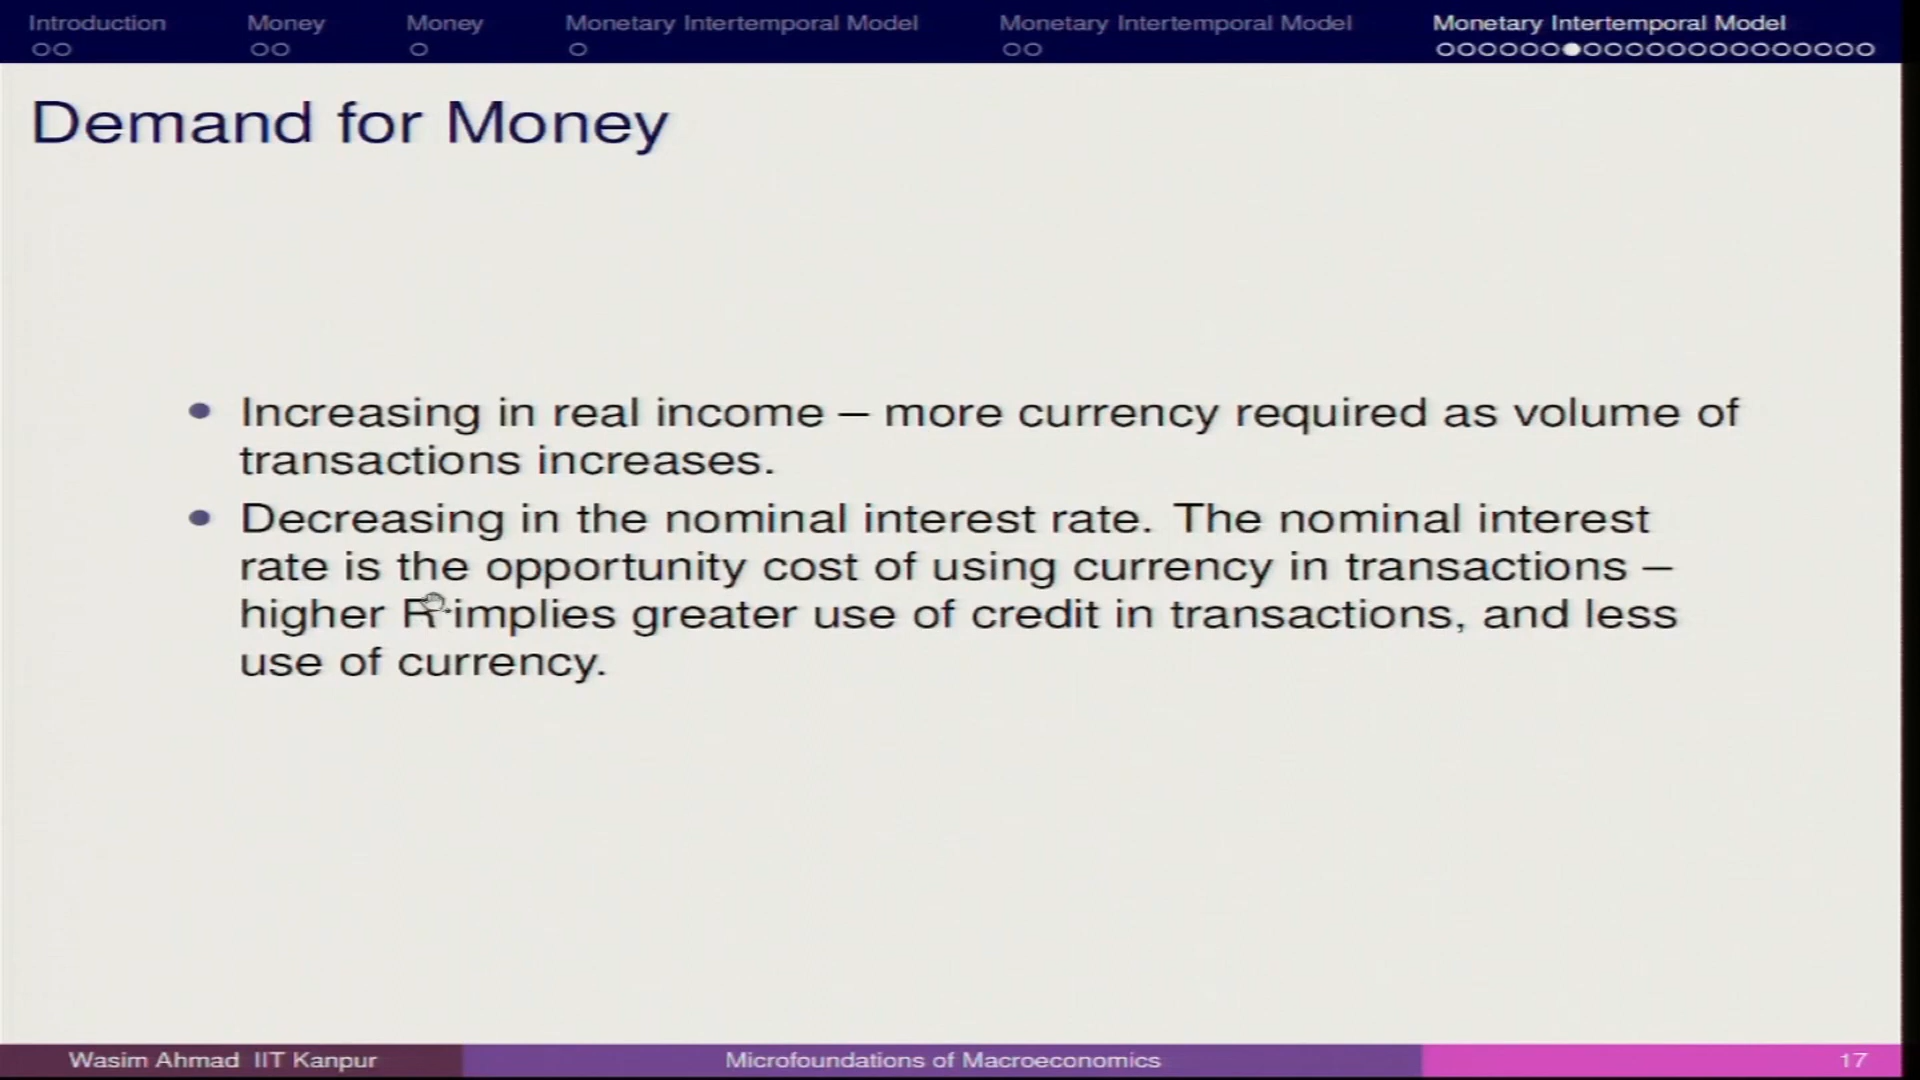 Introduction
Money
Money
Monetary Intertemporal Model
Monetary Intertemporal Model
Monetary Intertemporal Model
Demand for Money
Increasing in real income – more currency required as volume of
transactions increases.
Decreasing in the nominal interest rate. The nominal interest
rate is the opportunity cost of using currency in transactions –
higher R implies greater use of credit in transactions, and less
use of currency.
Wasim Ahmad IIT Kanpur
Microfoundations of Macroeconomics
17